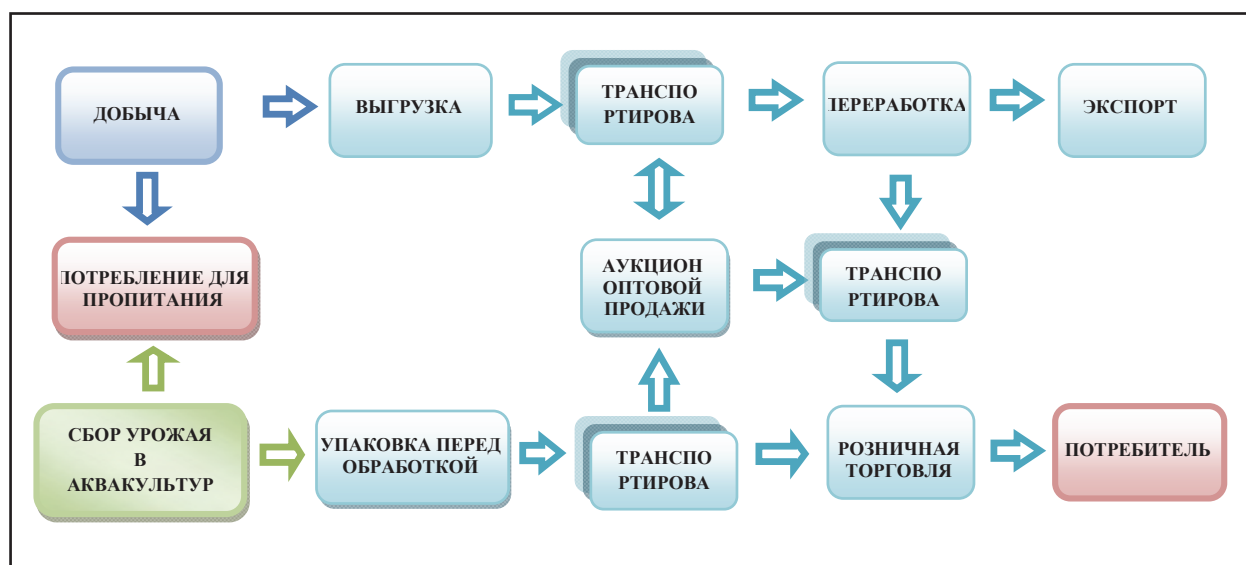 ДОБЫЧА
ВЫГРУЗКА
ТРАНСПО
РТИРОВА
ПЕРЕРАБОТКА
ЭКСПОРТ
ПОТРЕБЛЕНИЕ ДЛЯ
ПРОПИТАНИЯ
АУКЦИОН
ОПТОВОЙ
ПРОДАЖИ
ТРАНСПО
РТИРОВА
СБОР УРОЖАЯ
В
АКВАКУЛЬТУР
УПАКОВКА ПЕРЕД
ОБРАБОТКОЙ
ТРАНСПО
РТИРОВА
РОЗНИЧНАЯ
ТОРГОВЛЯ
ПОТРЕБИТЕЛЬ